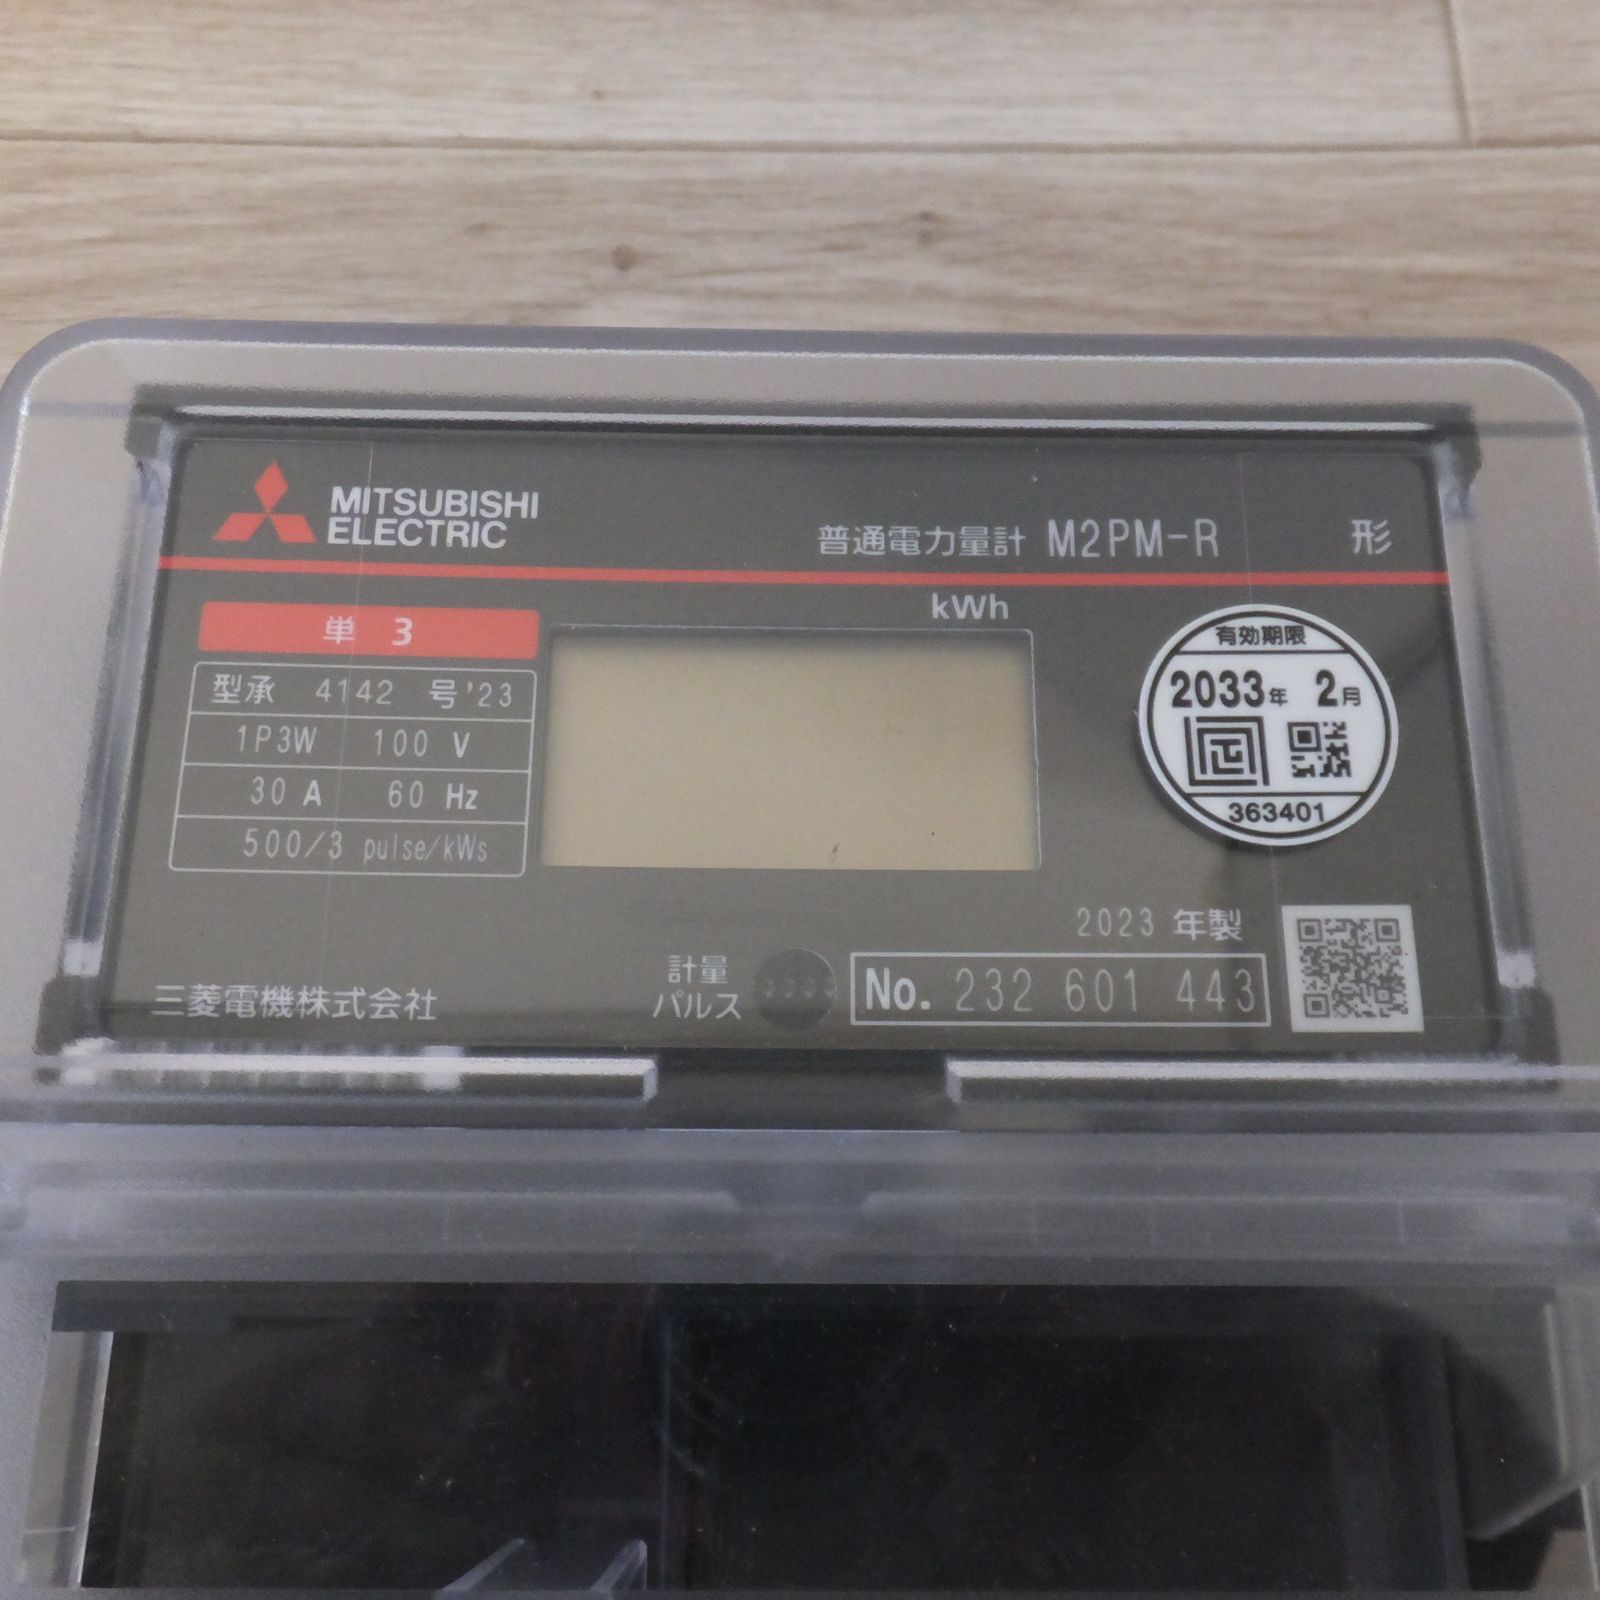 MITSUBISHI
ELECTRIC
普通電力量計 M2PM-R 形
kWh
単 3
型承 4142 号'23
1P3W 100 V
30 A 60 Hz
500/3 pulse/kWs
有効期限
2033年 2月
363401
2023 年製
計量
パルス
No. 232 601 443
三菱電機株式会社